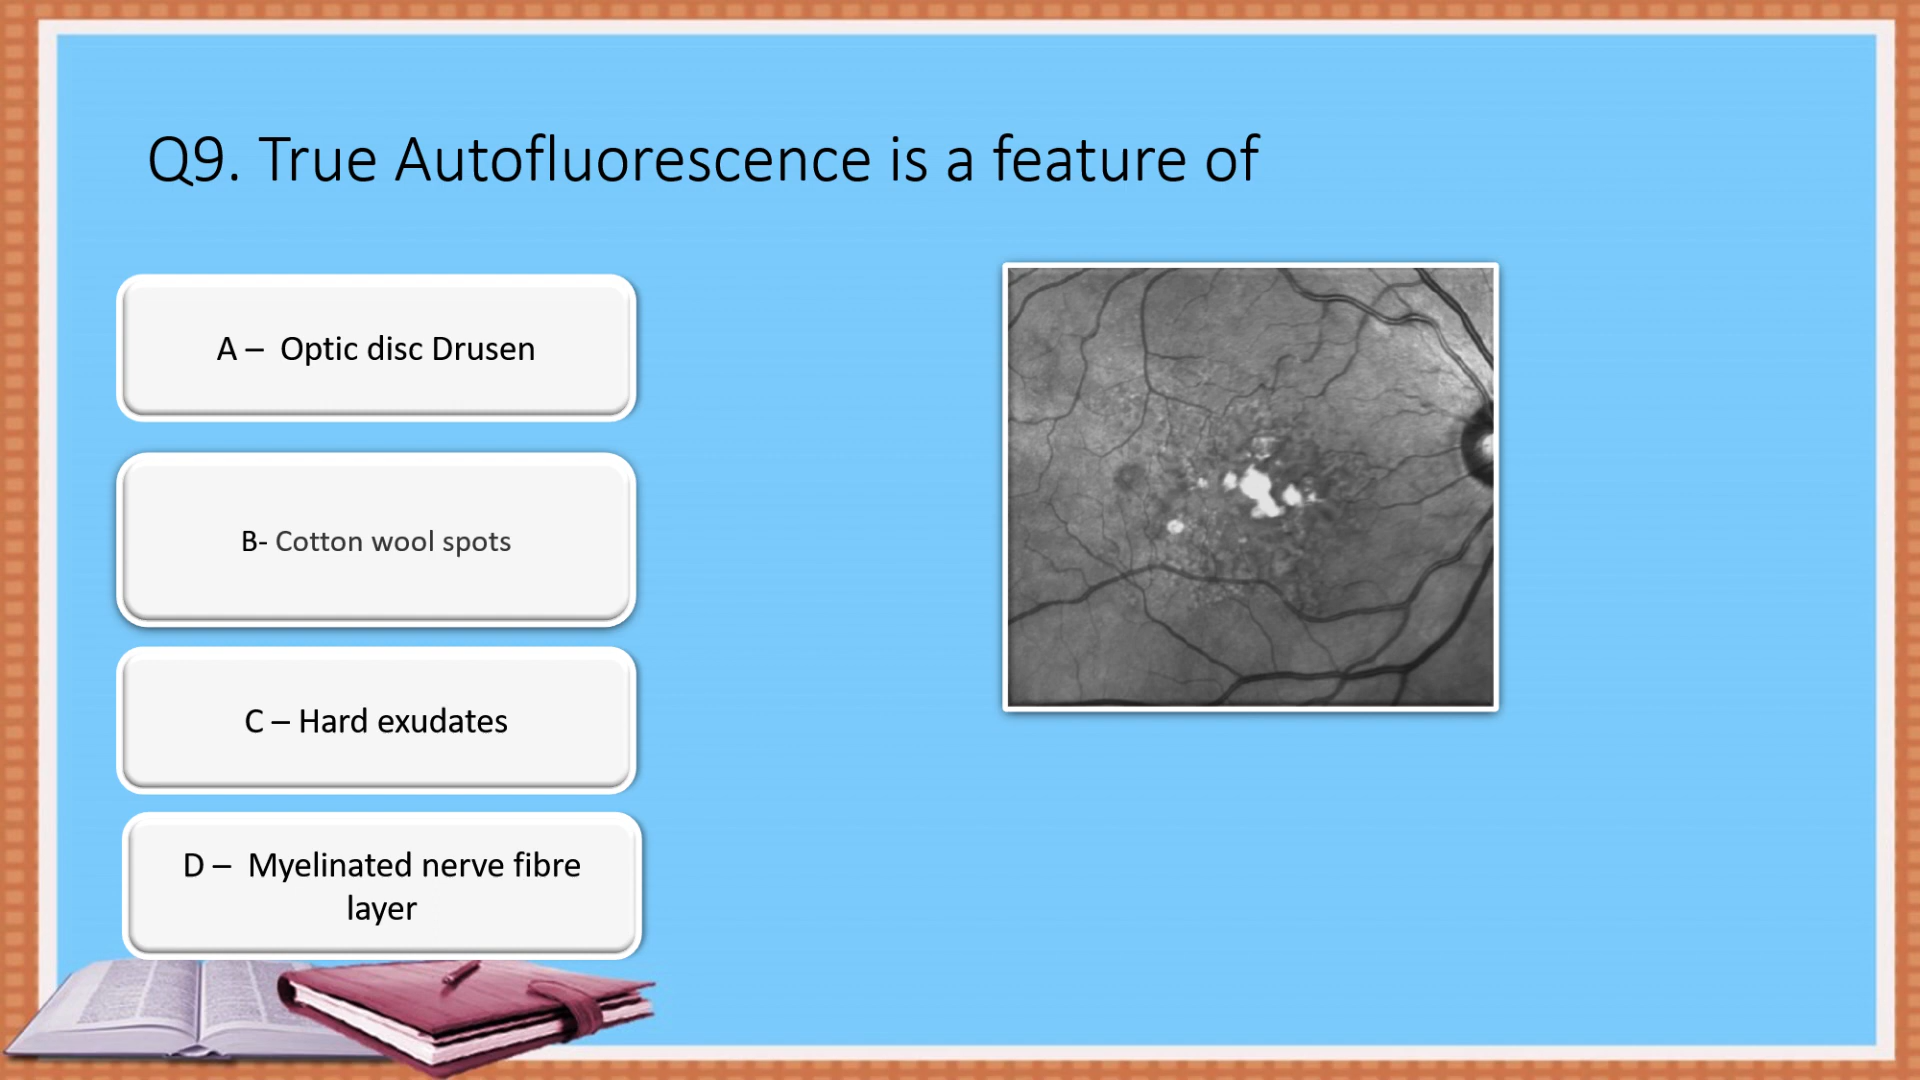 Q9. True Autofluorescence is a feature of
A – Optic disc Drusen
B- Cotton wool spots
C – Hard exudates
D – Myelinated nerve fibre
layer